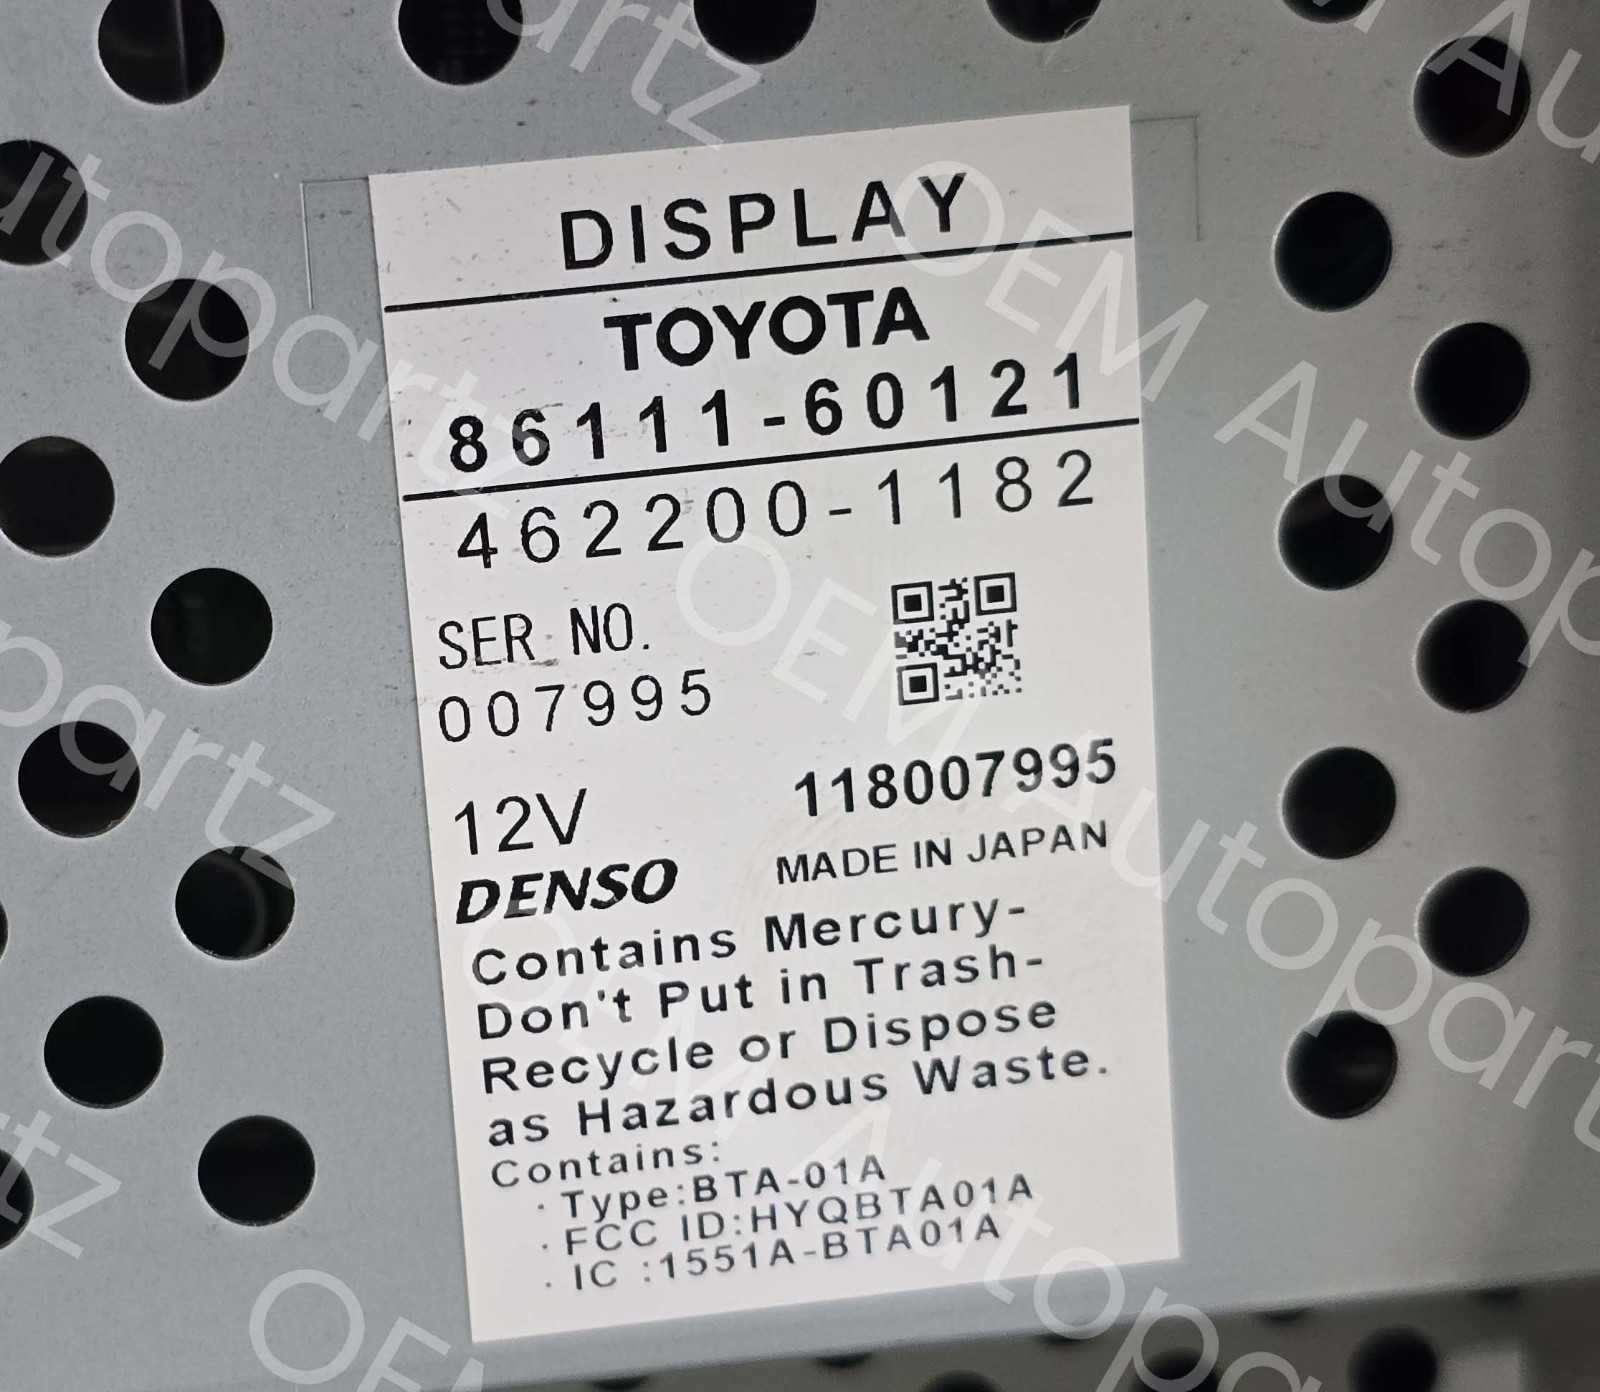 DISPLAY
TOYOTA
86111-60121
462200-1182
SER NO.
007995
12V
118007995
DENSO
MADE IN JAPAN
Contains Mercury-
Don't Put in Trash-
Recycle or Dispose
as Hazardous Waste.
Contains:
· Type:BTA-01A
· FCC ID:HYQBTA01A
· IC :1551A-BTA01A
OEM Autopartz
OEM Autopartz
OEM Autopartz